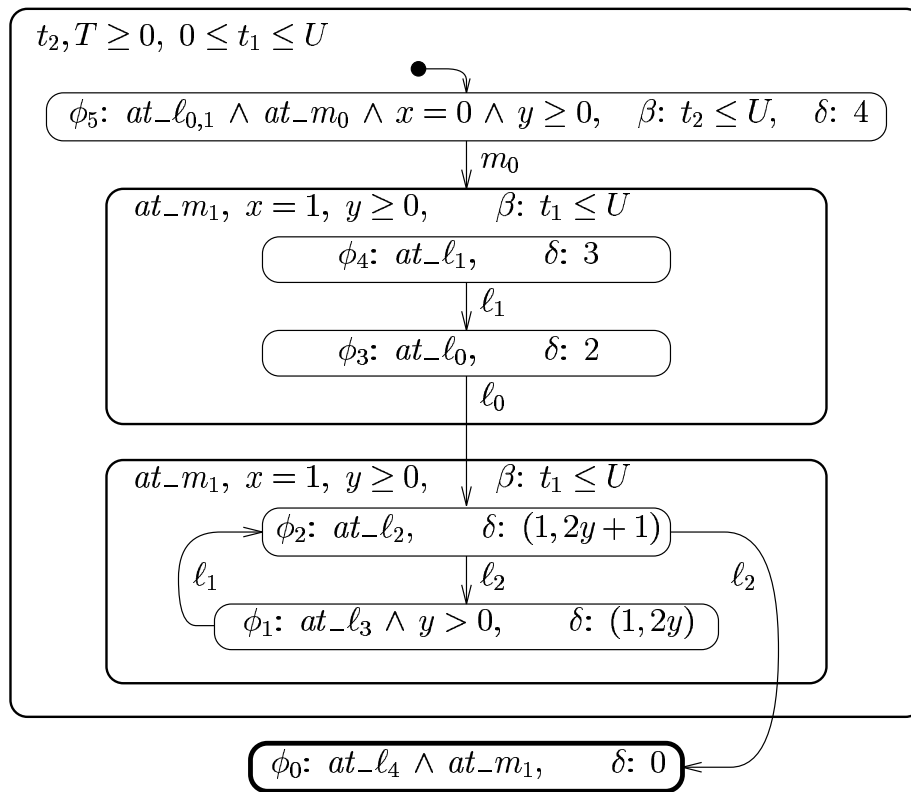 t₂, T ≥ 0, 0 ≤ t₁ ≤ U
ϕ₅: at_ℓ₀,₁ ∧ at_m₀ ∧ x = 0 ∧ y ≥ 0, β: t₂ ≤ U, δ: 4
m₀
at_m₁, x = 1, y ≥ 0, β: t₁ ≤ U
ϕ₄: at_ℓ₁, δ: 3
ℓ₁
ϕ₃: at_ℓ₀, δ: 2
ℓ₀
at_m₁, x = 1, y ≥ 0, β: t₁ ≤ U
ϕ₂: at_ℓ₂, δ: (1, 2y + 1)
ℓ₁ ℓ₂ ℓ₂
ϕ₁: at_ℓ₃ ∧ y > 0, δ: (1, 2y)
ϕ₀: at_ℓ₄ ∧ at_m₁, δ: 0